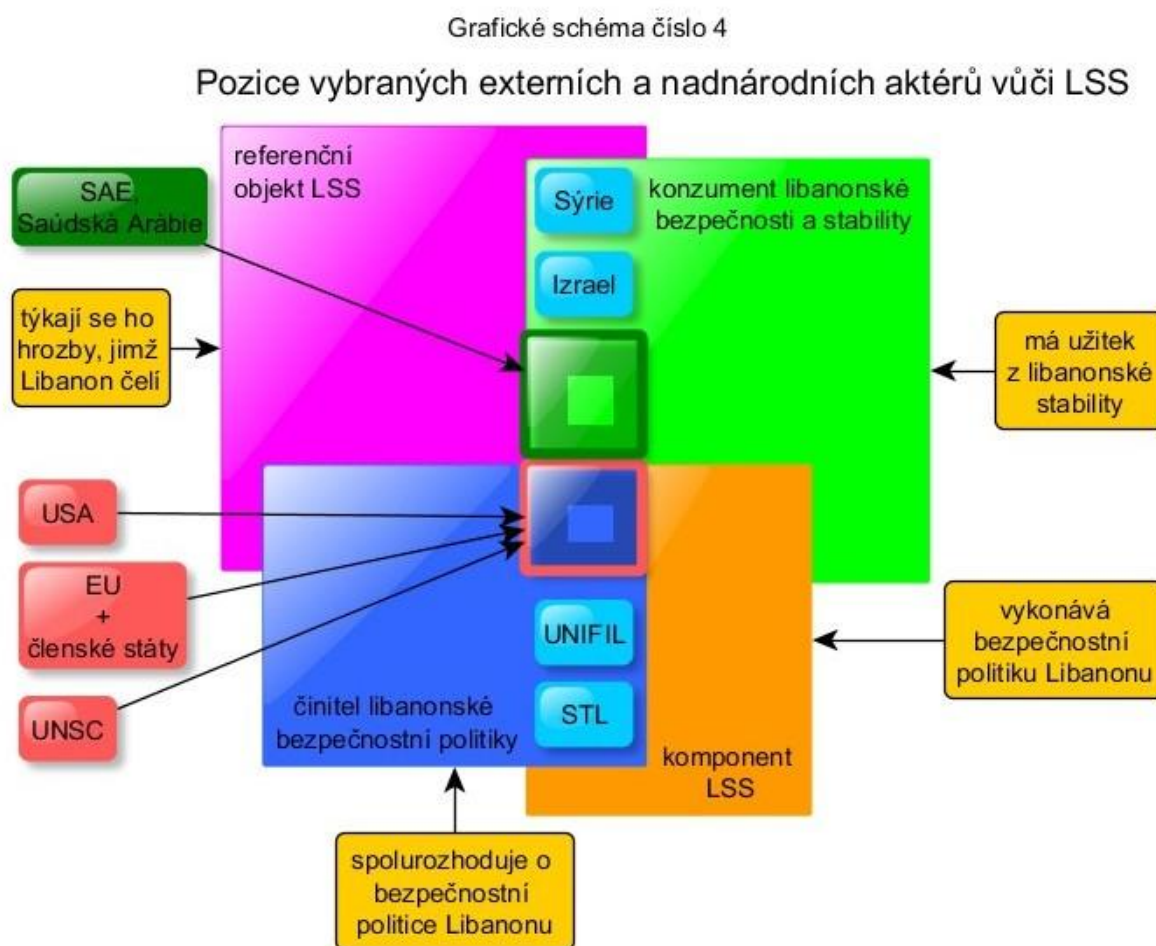 Grafické schéma číslo 4
Pozice vybraných externích a nadnárodních aktérů vůči LSS
referenční
objekt LSS
SAE,
Saúdská Arábie
Sýrie
konzument libanonské
bezpečnosti a stability
Izrael
týkají se ho
hrozby, jimž
Libanon čelí
má užitek
z libanonské
stability
USA
EU
+
členské státy
UNSC
UNIFIL
STL
vykonává
bezpečnostní
politiku Libanonu
činitel libanonské
bezpečnostní politiky
komponent
LSS
spolurozhoduje o
bezpečnostní
politice Libanonu